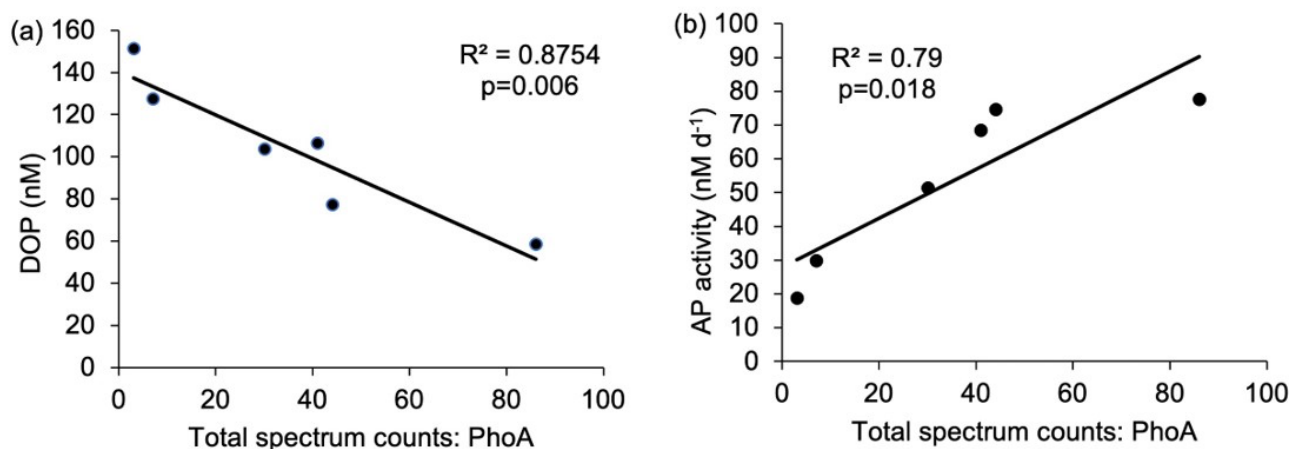 (a)
160
140
120
100
80
60
40
20
0
DOP (nM)
R² = 0.8754
p=0.006
0 20 40 60 80 100
Total spectrum counts: PhoA
(b)
100
90
80
70
60
50
40
30
20
10
0
AP activity (nM d⁻¹)
R² = 0.79
p=0.018
0 20 40 60 80 100
Total spectrum counts: PhoA